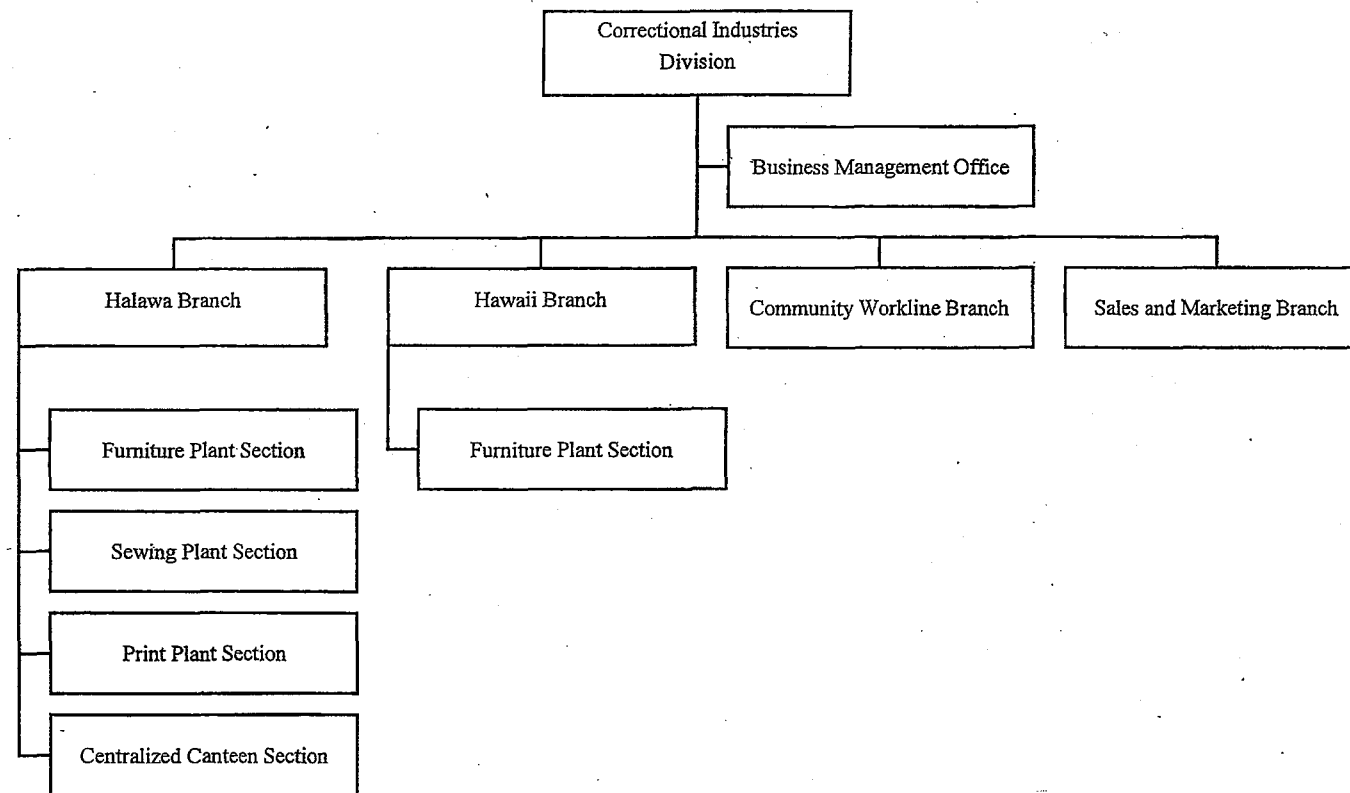 Correctional Industries
Division
Business Management Office
Halawa Branch
Hawaii Branch
Community Workline Branch
Sales and Marketing Branch
Furniture Plant Section
Furniture Plant Section
Sewing Plant Section
Print Plant Section
Centralized Canteen Section